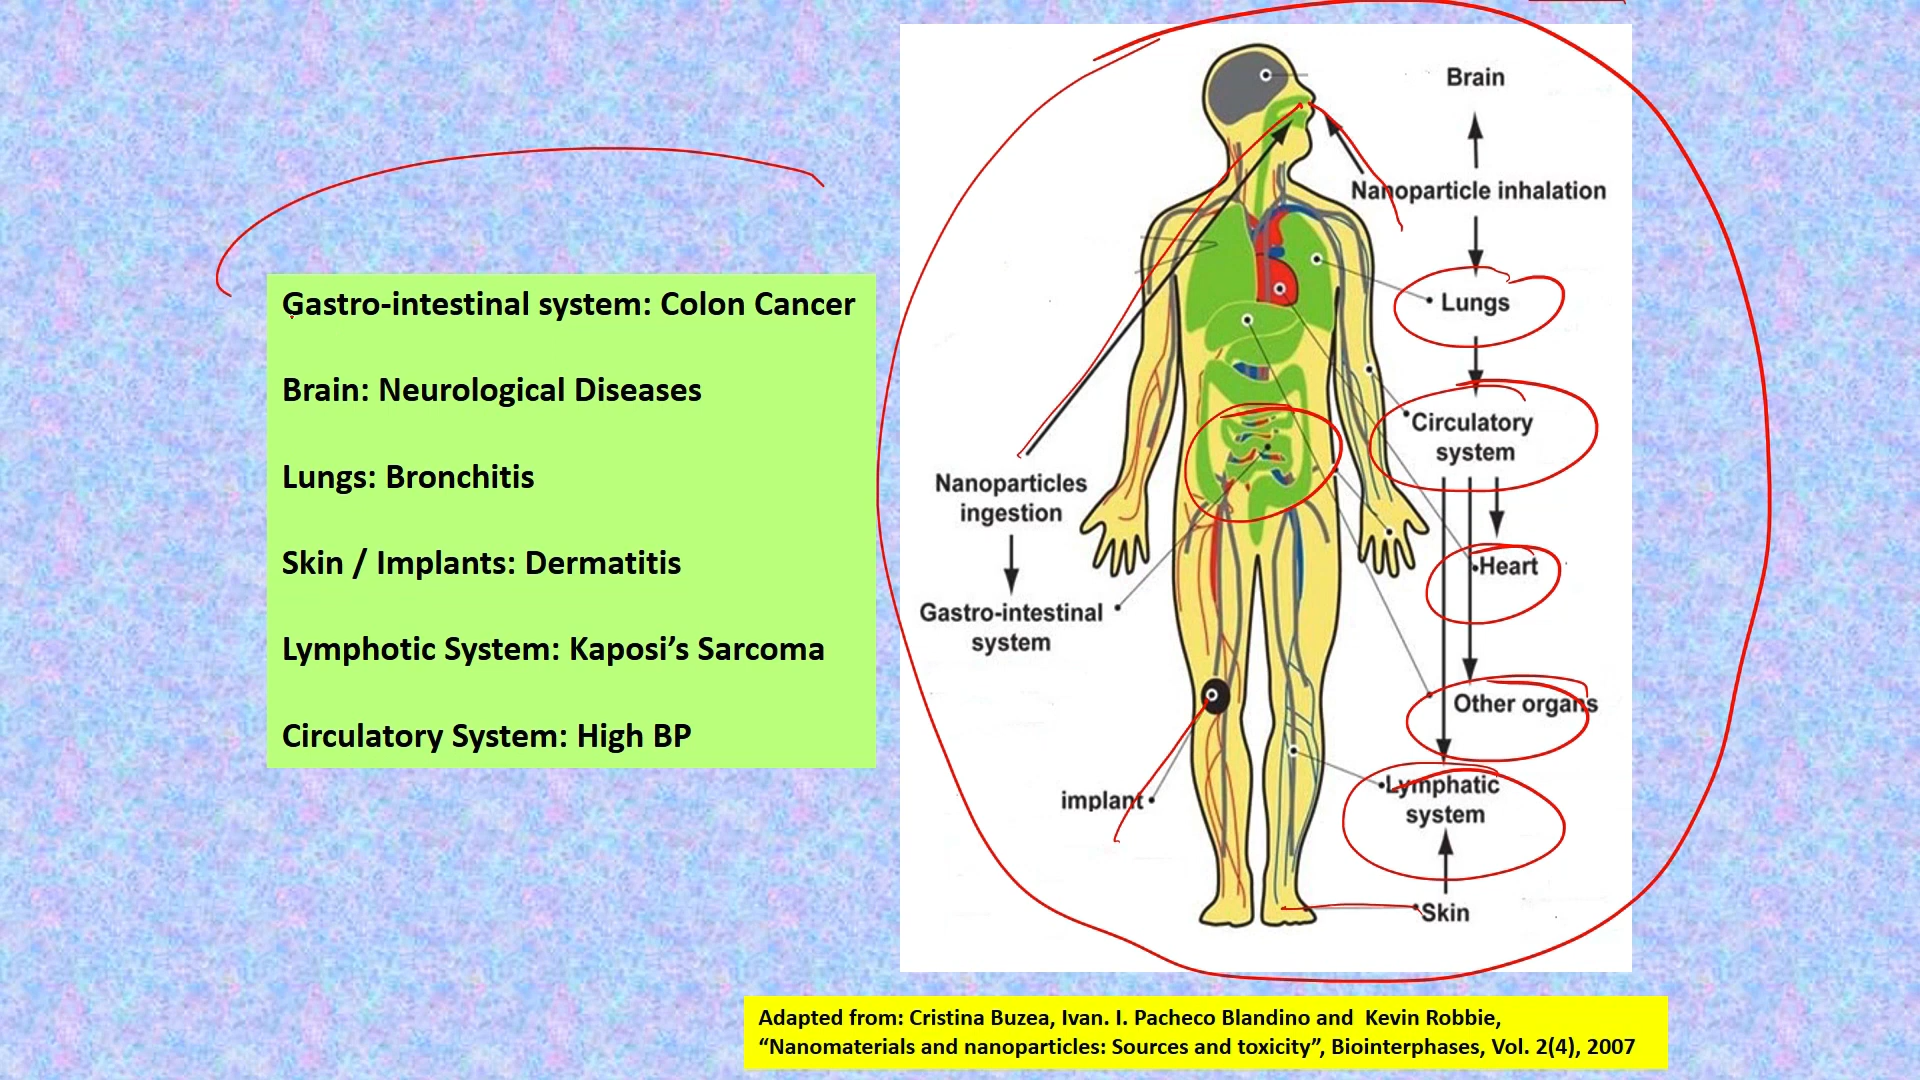 Gastro-intestinal system: Colon Cancer
Brain: Neurological Diseases
Lungs: Bronchitis
Skin / Implants: Dermatitis
Lymphotic System: Kaposi’s Sarcoma
Circulatory System: High BP
Brain
Nanoparticle inhalation
Lungs
Circulatory
system
Heart
Other organs
Lymphatic
system
Skin
Nanoparticles
ingestion
Gastro-intestinal
system
implant
Adapted from: Cristina Buzea, Ivan. I. Pacheco Blandino and  Kevin Robbie,
“Nanomaterials and nanoparticles: Sources and toxicity”, Biointerphases, Vol. 2(4), 2007